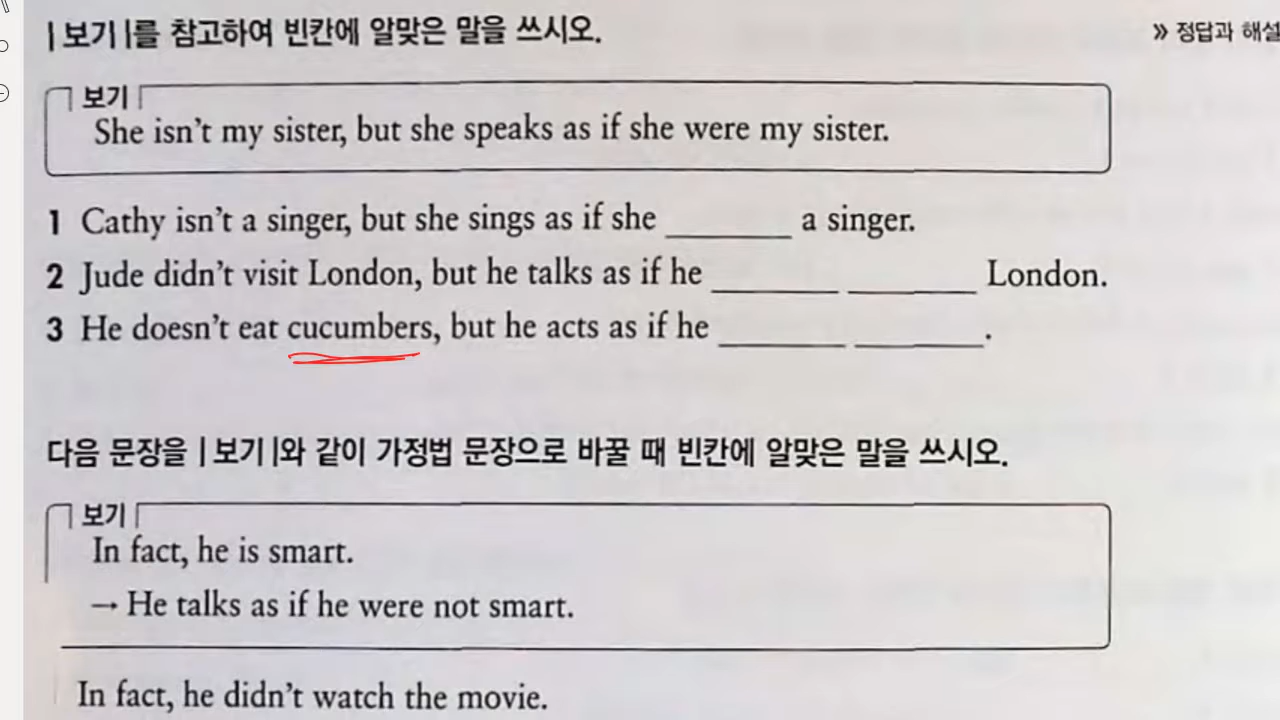 |보기|를 참고하여 빈칸에 알맞은 말을 쓰시오.
» 정답과 해설
보기
She isn't my sister, but she speaks as if she were my sister.
1 Cathy isn't a singer, but she sings as if she ______ a singer.
2 Jude didn't visit London, but he talks as if he ______ ______ London.
3 He doesn't eat cucumbers, but he acts as if he ______ ______.
다음 문장을 |보기|와 같이 가정법 문장으로 바꿀 때 빈칸에 알맞은 말을 쓰시오.
보기
In fact, he is smart.
→ He talks as if he were not smart.
In fact, he didn't watch the movie.